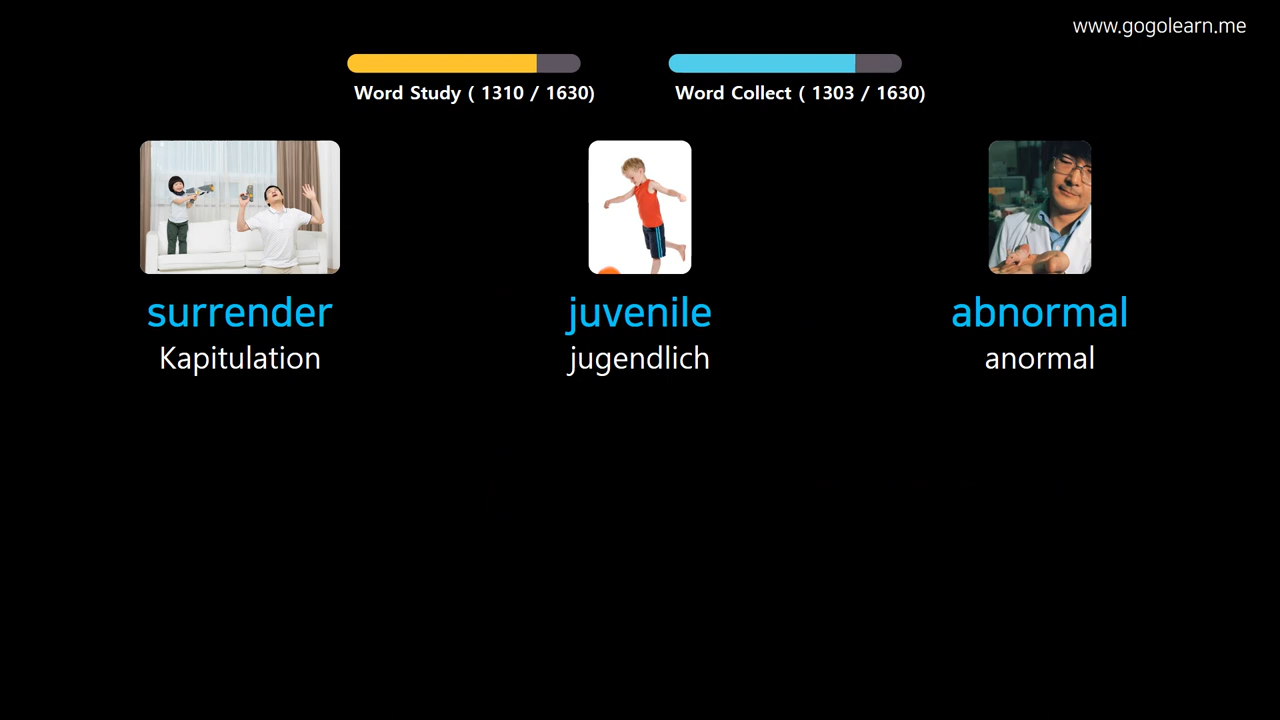 www.gogolearn.me
Word Study ( 1310 / 1630)
Word Collect ( 1303 / 1630)
surrender
Kapitulation
juvenile
jugendlich
abnormal
anormal